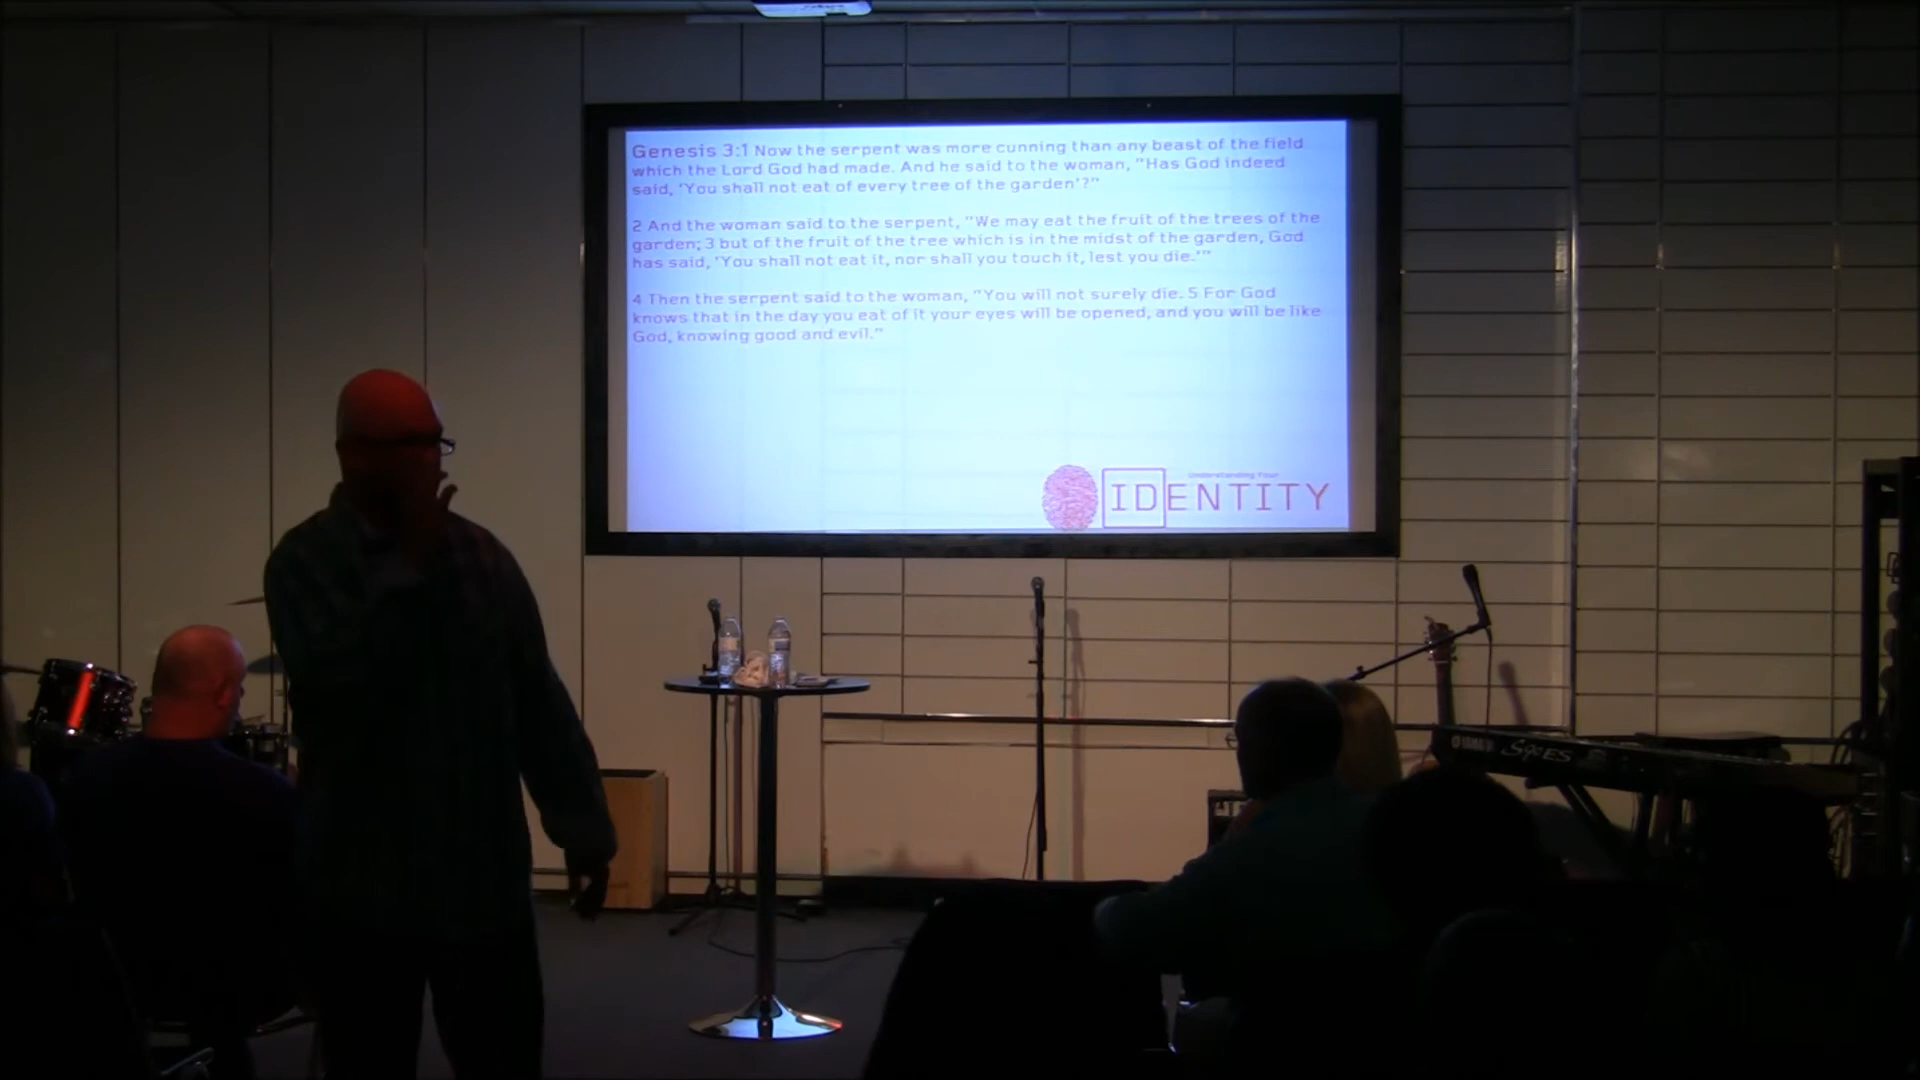 Genesis 3:1 Now the serpent was more cunning than any beast of the field
which the Lord God had made. And he said to the woman, "Has God indeed
said, 'You shall not eat of every tree of the garden'?"
2 And the woman said to the serpent, "We may eat the fruit of the trees of the
garden; 3 but of the fruit of the tree which is in the midst of the garden, God
has said, 'You shall not eat it, nor shall you touch it, lest you die.'"
4 Then the serpent said to the woman, "You will not surely die. 5 For God
knows that in the day you eat of it your eyes will be opened, and you will be like
God, knowing good and evil."
Understanding Your
IDENTITY
YAMAHA S90ES